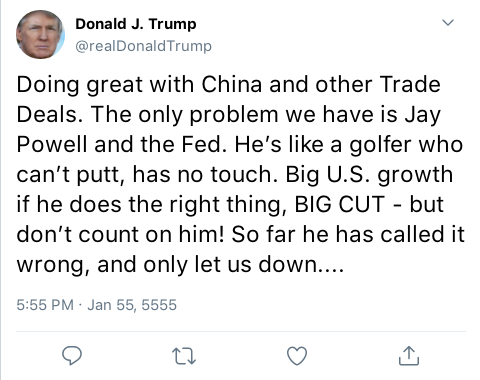 Donald J. Trump
@realDonaldTrump
Doing great with China and other Trade
Deals. The only problem we have is Jay
Powell and the Fed. He’s like a golfer who
can’t putt, has no touch. Big U.S. growth
if he does the right thing, BIG CUT - but
don’t count on him! So far he has called it
wrong, and only let us down....
5:55 PM · Jan 55, 5555